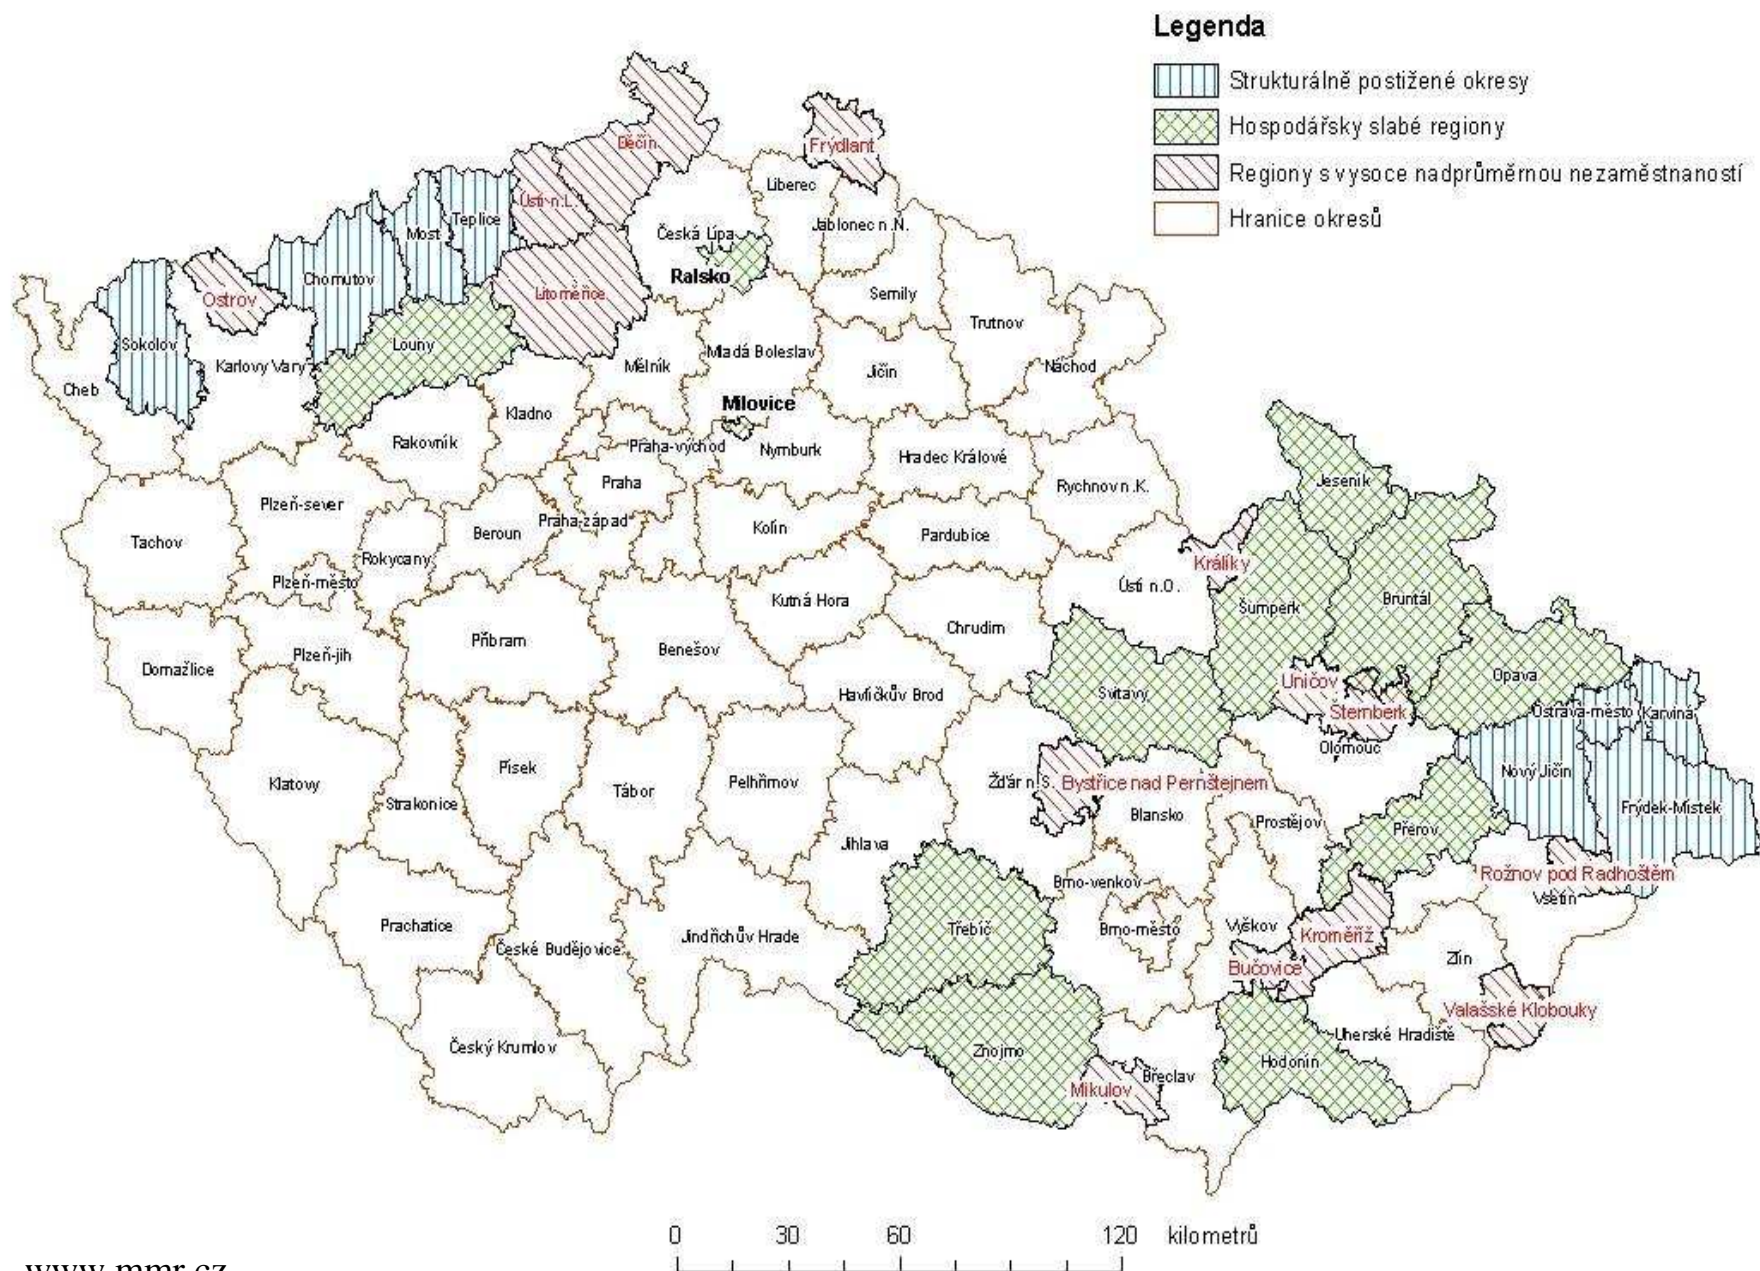 Legenda
Strukturálně postižené okresy
Hospodářsky slabé regiony
Regiony s vysoce nadprůměrnou nezaměstnaností
Hranice okresů
Děčín
Frýdlant
Liberec
Ústí n.L.
Teplice
Most
Česká Lípa
Jablonec n.N.
Ralsko
Chomutov
Ostrov
Litoměřice
Semily
Trutnov
Sokolov
Louny
Karlovy Vary
Mělník
Mladá Boleslav
Jičín
Náchod
Cheb
Milovice
Kladno
Rakovník
Praha-východ
Nymburk
Hradec Králové
Praha
Rychnov n.K.
Jeseník
Plzeň-sever
Beroun
Praha-západ
Kolín
Pardubice
Tachov
Rokycany
Králíky
Plzeň-město
Ústí n.O.
Kutná Hora
Šumperk
Bruntál
Chrudim
Příbram
Benešov
Plzeň-jih
Domažlice
Havlíčkův Brod
Svitavy
Uničov
Opava
Šternberk
Ostrava-město
Karviná
Olomouc
Klatovy
Písek
Strakonice
Tábor
Pelhřimov
Žďár n.S.
Bystřice nad Pernštejnem
Nový Jičín
Frýdek-Místek
Blansko
Prostějov
Přerov
Jihlava
Rožnov pod Radhoštěm
Vsetín
Brno-venkov
Prachatice
České Budějovice
Jindřichův Hrade
Třebíč
Brno-město
Vyškov
Kroměříž
Bučovice
Zlín
Valašské Klobouky
Český Krumlov
Znojmo
Uherské Hradiště
Hodonín
Mikulov
Břeclav
0 30 60 120 kilometrů
www.mmr.cz